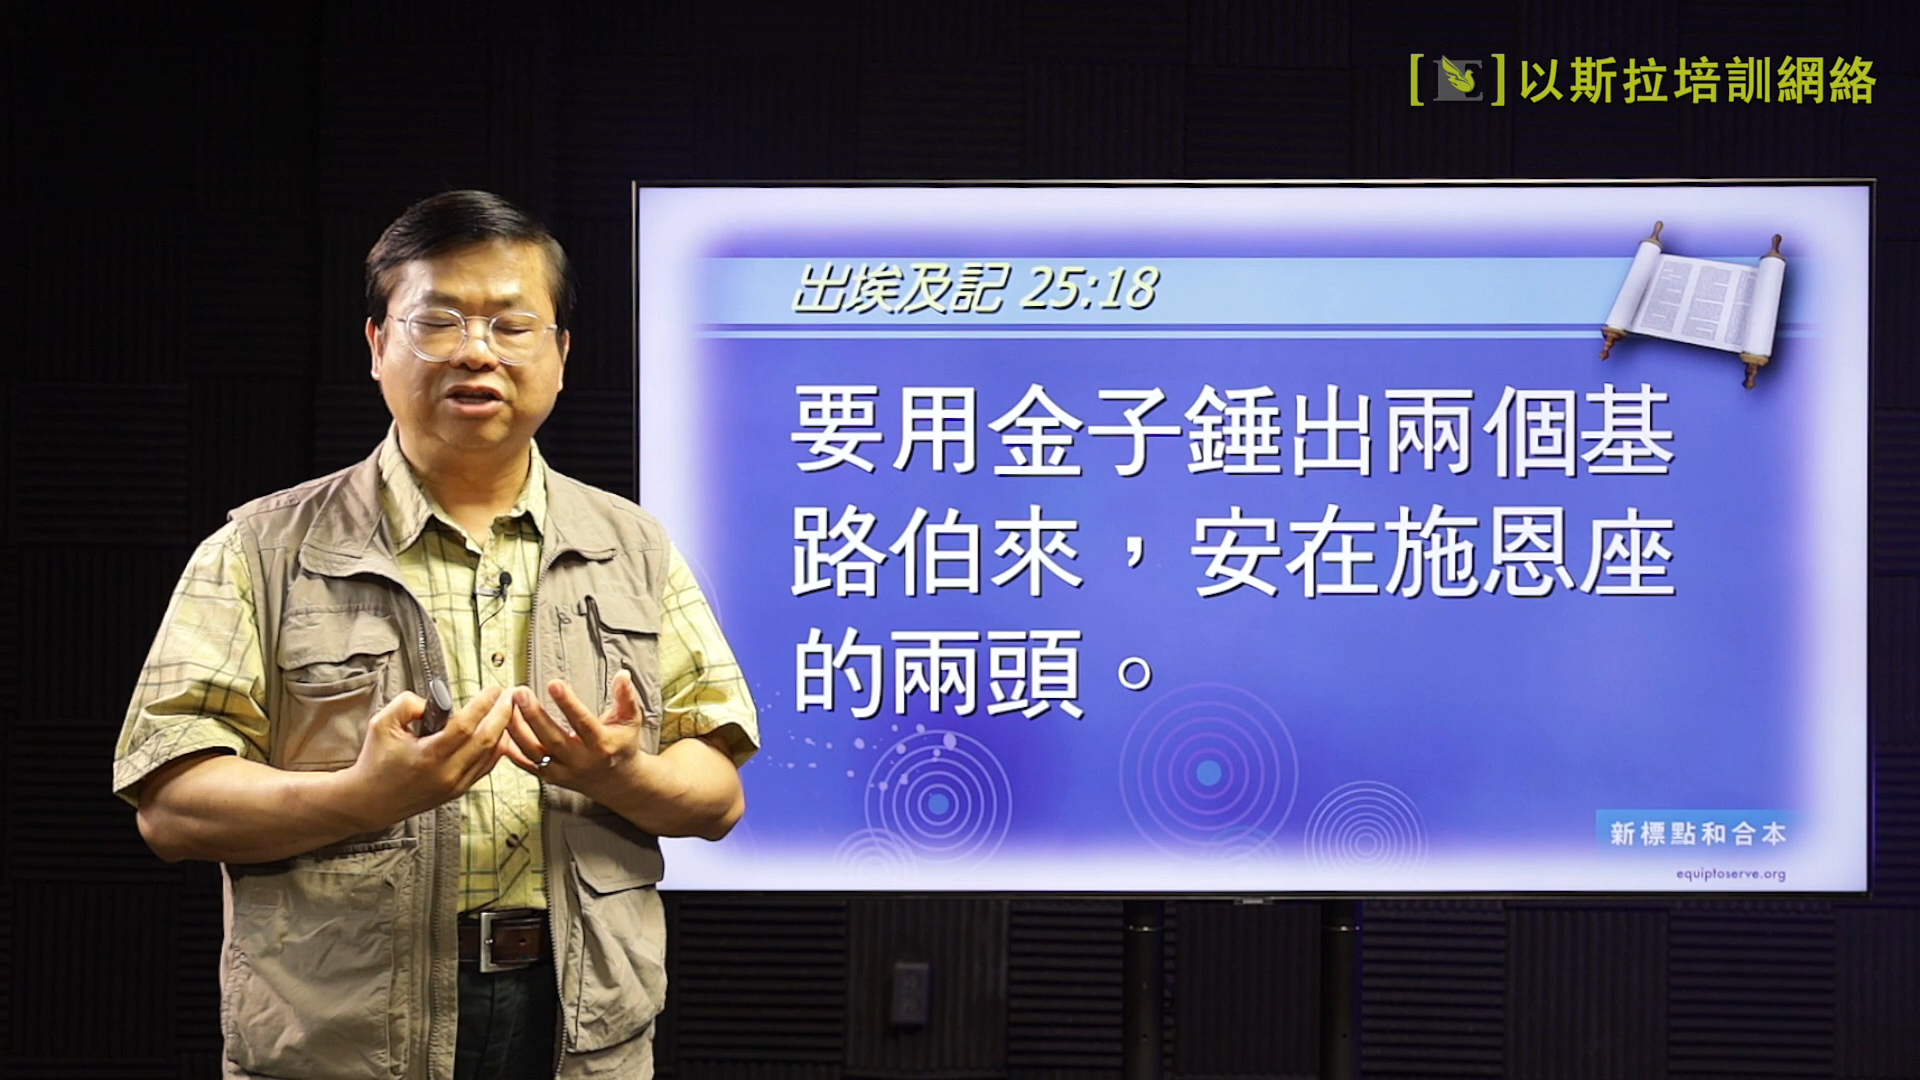 以斯拉培訓網絡
出埃及記 25:18
要用金子錘出兩個基
路伯來，安在施恩座
的兩頭。
新標點和合本
equiptoserve.org